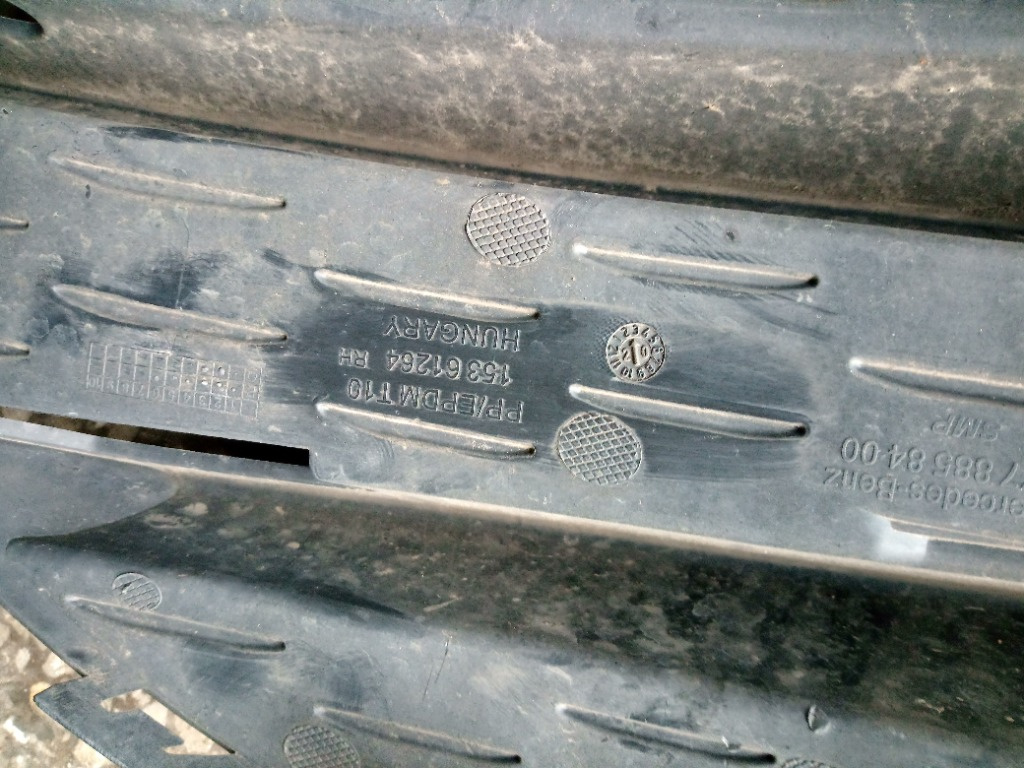 ercedes-Benz
7 885 84 00
SMP
PP/EPDM T10
153 61264 RH
HUNGARY